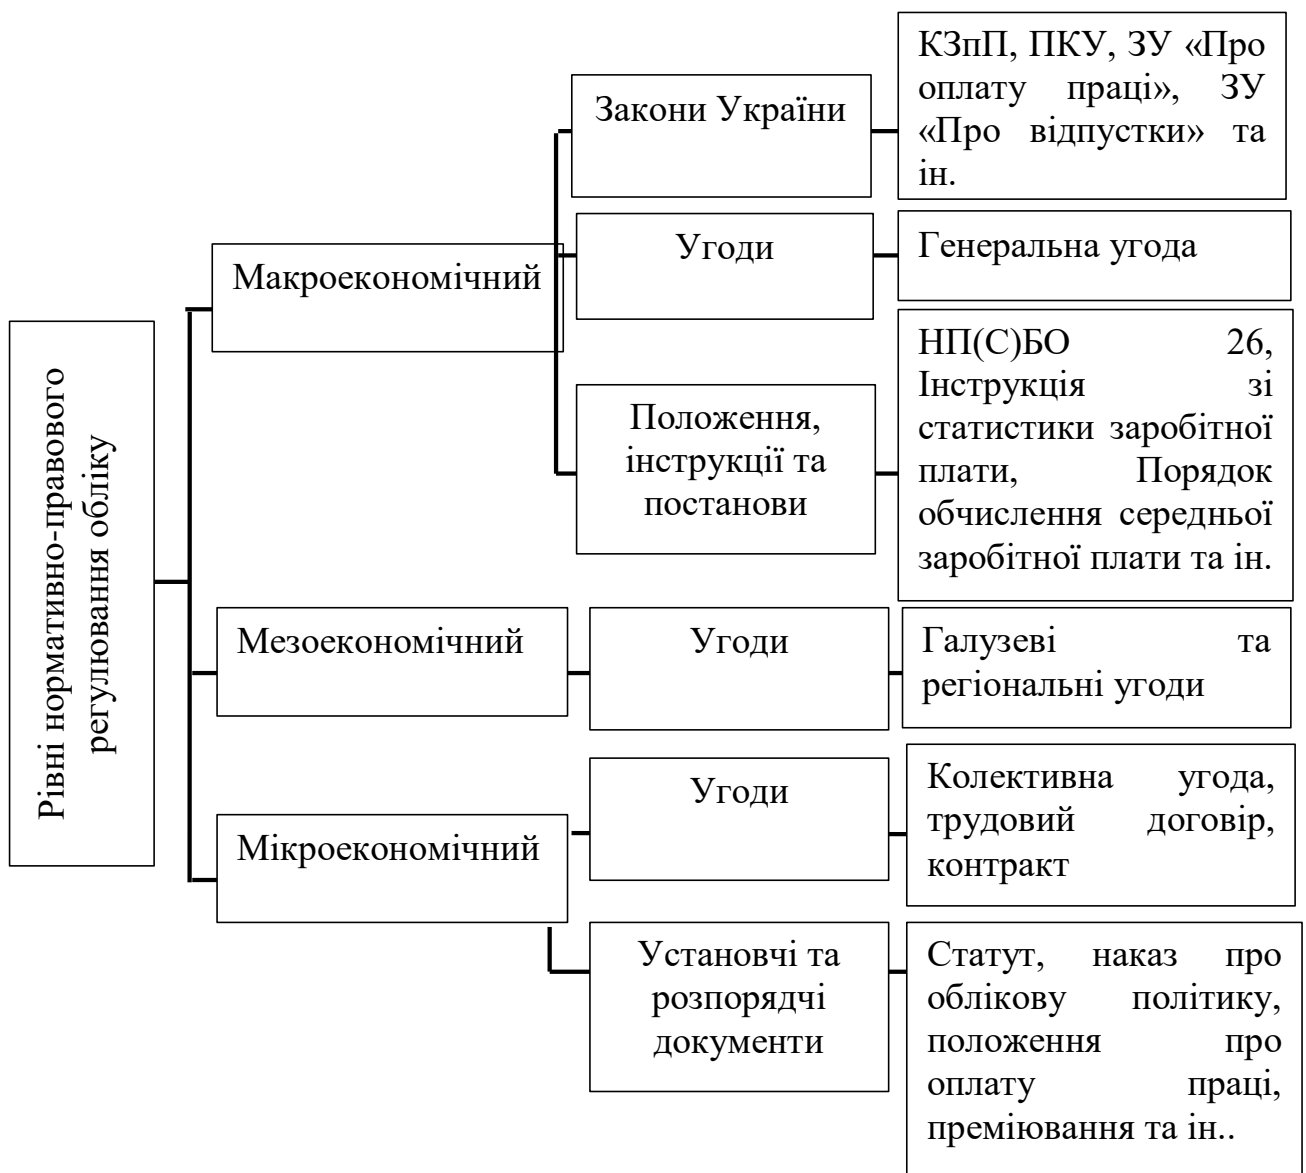 Рівні нормативно-правового
регулювання обліку
Макроекономічний
Закони України
КЗпП, ПКУ, ЗУ «Про
оплату праці», ЗУ
«Про відпустки» та
ін.
Угоди
Генеральна угода
Положення,
інструкції та
постанови
НП(С)БО 26,
Інструкція зі
статистики заробітної
плати, Порядок
обчислення середньої
заробітної плати та ін.
Мезоекономічний
Угоди
Галузеві та
регіональні угоди
Мікроекономічний
Угоди
Колективна угода,
трудовий договір,
контракт
Установчі та
розпорядчі
документи
Статут, наказ про
облікову політику,
положення про
оплату праці,
преміювання та ін..